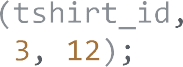 (tshirt_id,
3, 12);